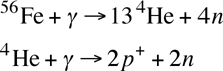 ⁵⁶Fe + γ → 13 ⁴He + 4n
⁴He + γ → 2p⁺ + 2n